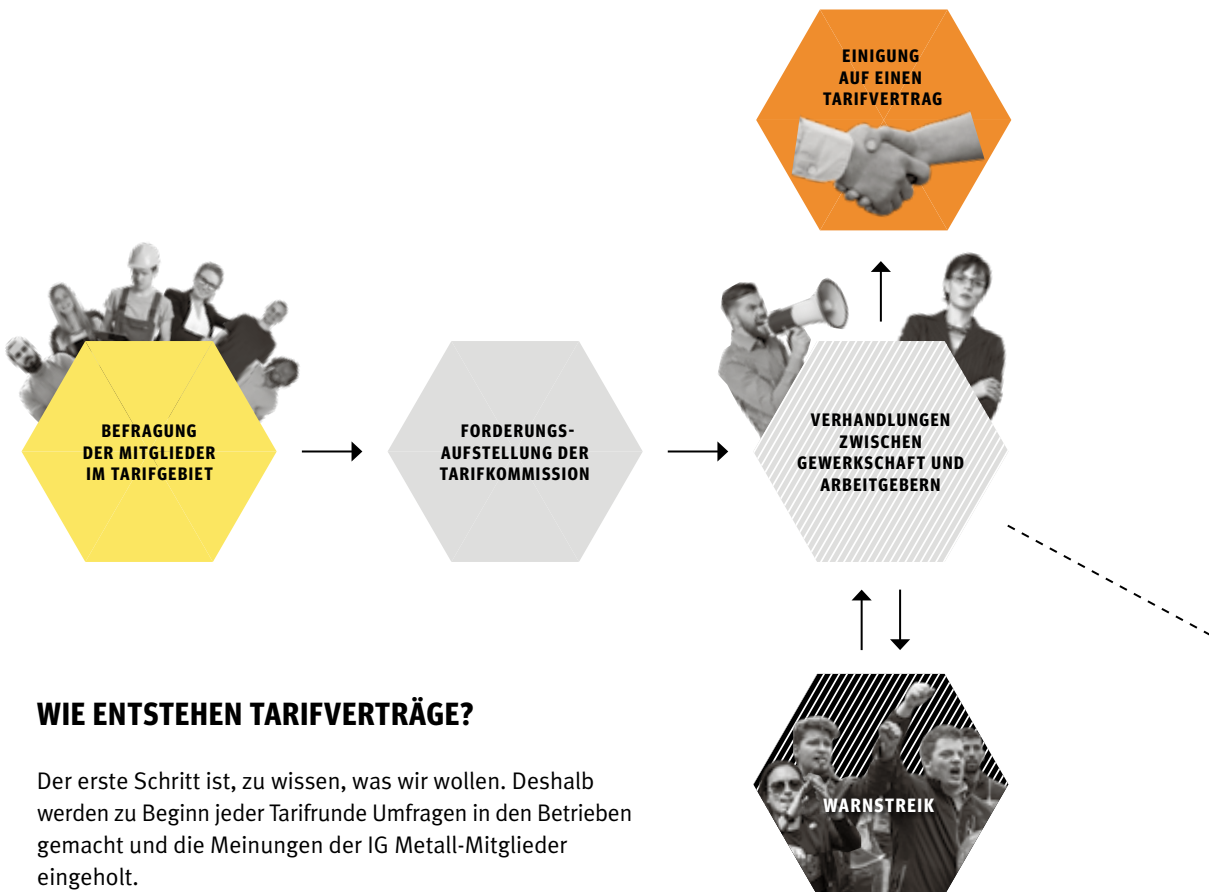 EINIGUNG
AUF EINEN
TARIFVERTRAG
BEFRAGUNG
DER MITGLIEDER
IM TARIFGEBIET
FORDERUNGS-
AUFSTELLUNG DER
TARIFKOMMISSION
VERHANDLUNGEN
ZWISCHEN
GEWERKSCHAFT UND
ARBEITGEBERN
WARNSTREIK
WIE ENTSTEHEN TARIFVERTRÄGE?
Der erste Schritt ist, zu wissen, was wir wollen. Deshalb
werden zu Beginn jeder Tarifrunde Umfragen in den Betrieben
gemacht und die Meinungen der IG Metall-Mitglieder
eingeholt.